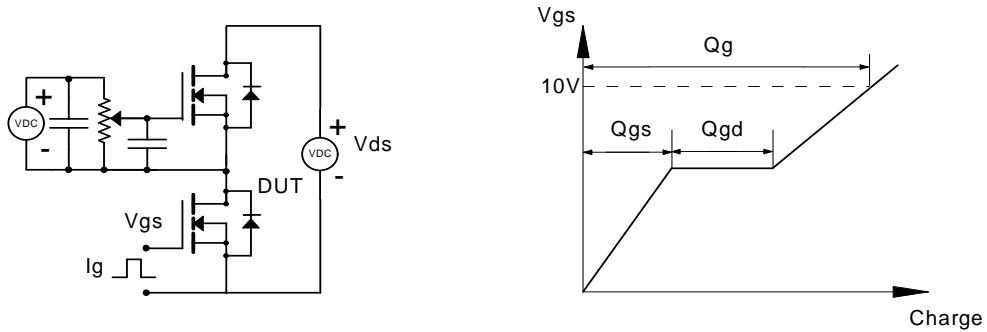 VDC
+
-
VDC
+
-
Vds
DUT
Vgs
Ig
Vgs
Qg
10V
Qgs
Qgd
Charge